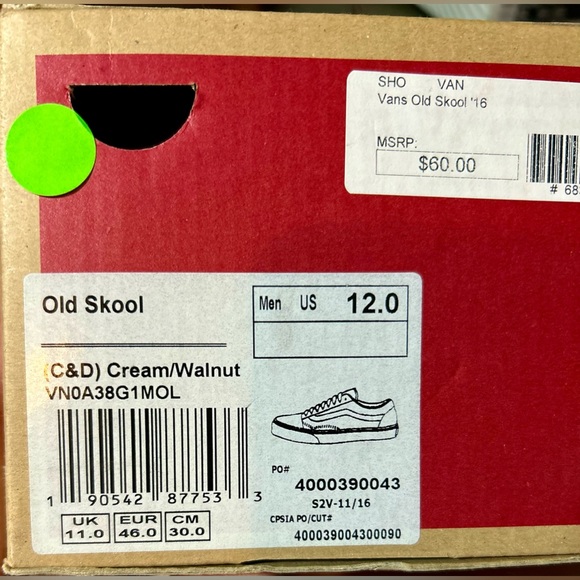 SHO VAN
Vans Old Skool '16
MSRP:
$60.00
# 68
Old Skool
Men US 12.0
(C&D) Cream/Walnut
VN0A38G1MOL
1 90542 87753 3
PO#
4000390043
S2V-11/16
CPSIA PO/CUT#
400039004300090
UK 11.0
EUR 46.0
CM 30.0